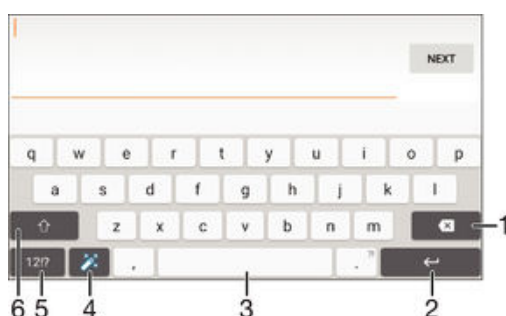 NEXT
q w e r t y u i o p
a s d f g h j k l
z x c v b n m 1
12!? , . ?!
6 5 4 3 2